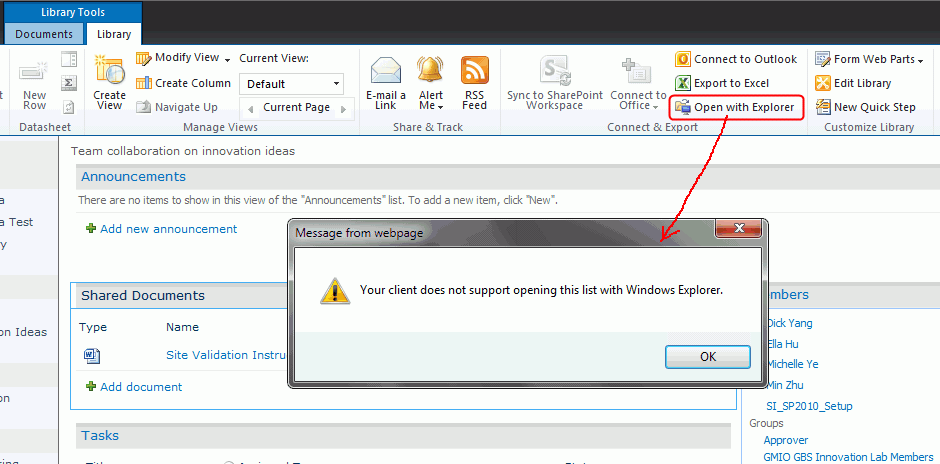 Library Tools
Documents Library
New Row
Datasheet
Create View
Modify View
Create Column
Navigate Up
Current View:
Default
Current Page
Manage Views
E-mail a Link
Alert Me
RSS Feed
Share & Track
Sync to SharePoint Workspace
Connect to Office
Connect to Outlook
Export to Excel
Open with Explorer
Connect & Export
Form Web Parts
Edit Library
New Quick Step
Customize Library
Team collaboration on innovation ideas
Announcements
There are no items to show in this view of the "Announcements" list. To add a new item, click "New".
Add new announcement
a Test
on Ideas
Message from webpage
Your client does not support opening this list with Windows Explorer.
OK
Shared Documents
Type Name
Site Validation Instru
Add document
Tasks
embers
Dick Yang
Ella Hu
Michelle Ye
Min Zhu
SI_SP2010_Setup
Groups
Approver
GMIO GBS Innovation Lab Members